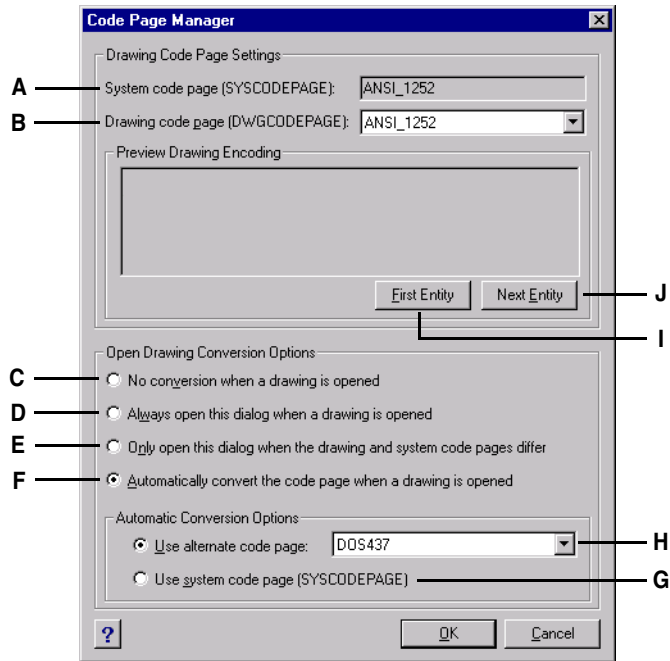 Code Page Manager
Drawing Code Page Settings
A System code page (SYSCODEPAGE): ANSI_1252
B Drawing code page (DWGCODEPAGE): ANSI_1252
Preview Drawing Encoding
First Entity Next Entity J
I
Open Drawing Conversion Options
C No conversion when a drawing is opened
D Always open this dialog when a drawing is opened
E Only open this dialog when the drawing and system code pages differ
F Automatically convert the code page when a drawing is opened
Automatic Conversion Options
Use alternate code page: DOS437 H
Use system code page (SYSCODEPAGE) G
? OK Cancel